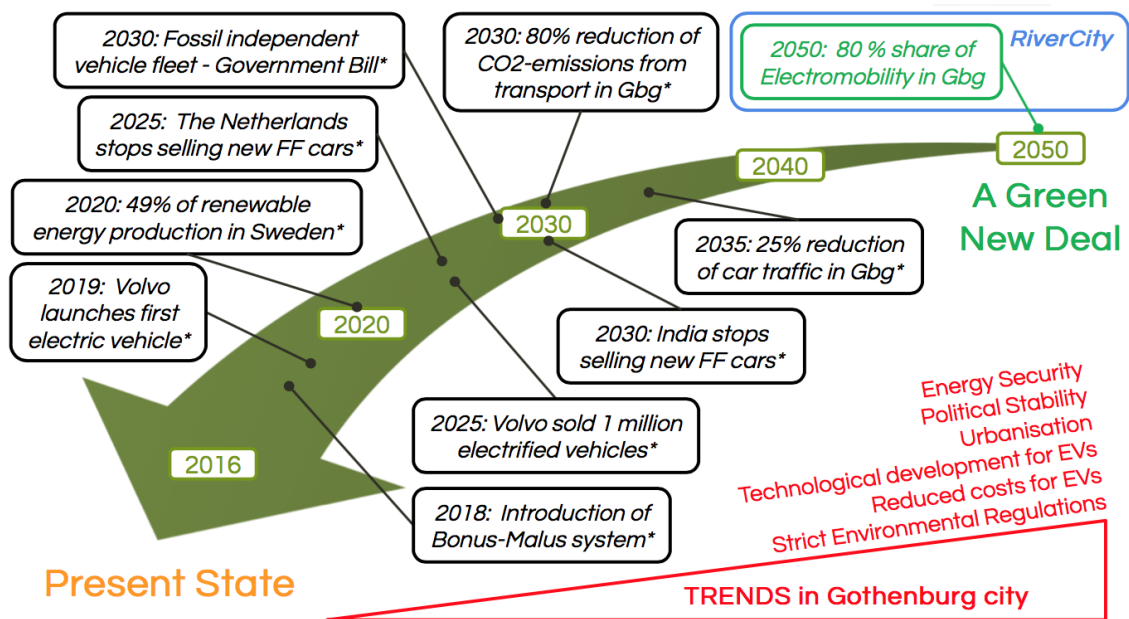 2030: Fossil independent
vehicle fleet - Government Bill*
2030: 80% reduction of
CO2-emissions from
transport in Gbg*
RiverCity
2050: 80 % share of
Electromobility in Gbg
2025: The Netherlands
stops selling new FF cars*
2050
2040
2020: 49% of renewable
energy production in Sweden*
A Green
New Deal
2030
2035: 25% reduction
of car traffic in Gbg*
2019: Volvo
launches first
electric vehicle*
2020
2030: India stops
selling new FF cars*
2025: Volvo sold 1 million
electrified vehicles*
2016
2018: Introduction of
Bonus-Malus system*
Energy Security
Political Stability
Urbanisation
Technological development for EVs
Reduced costs for EVs
Strict Environmental Regulations
Present State
TRENDS in Gothenburg city